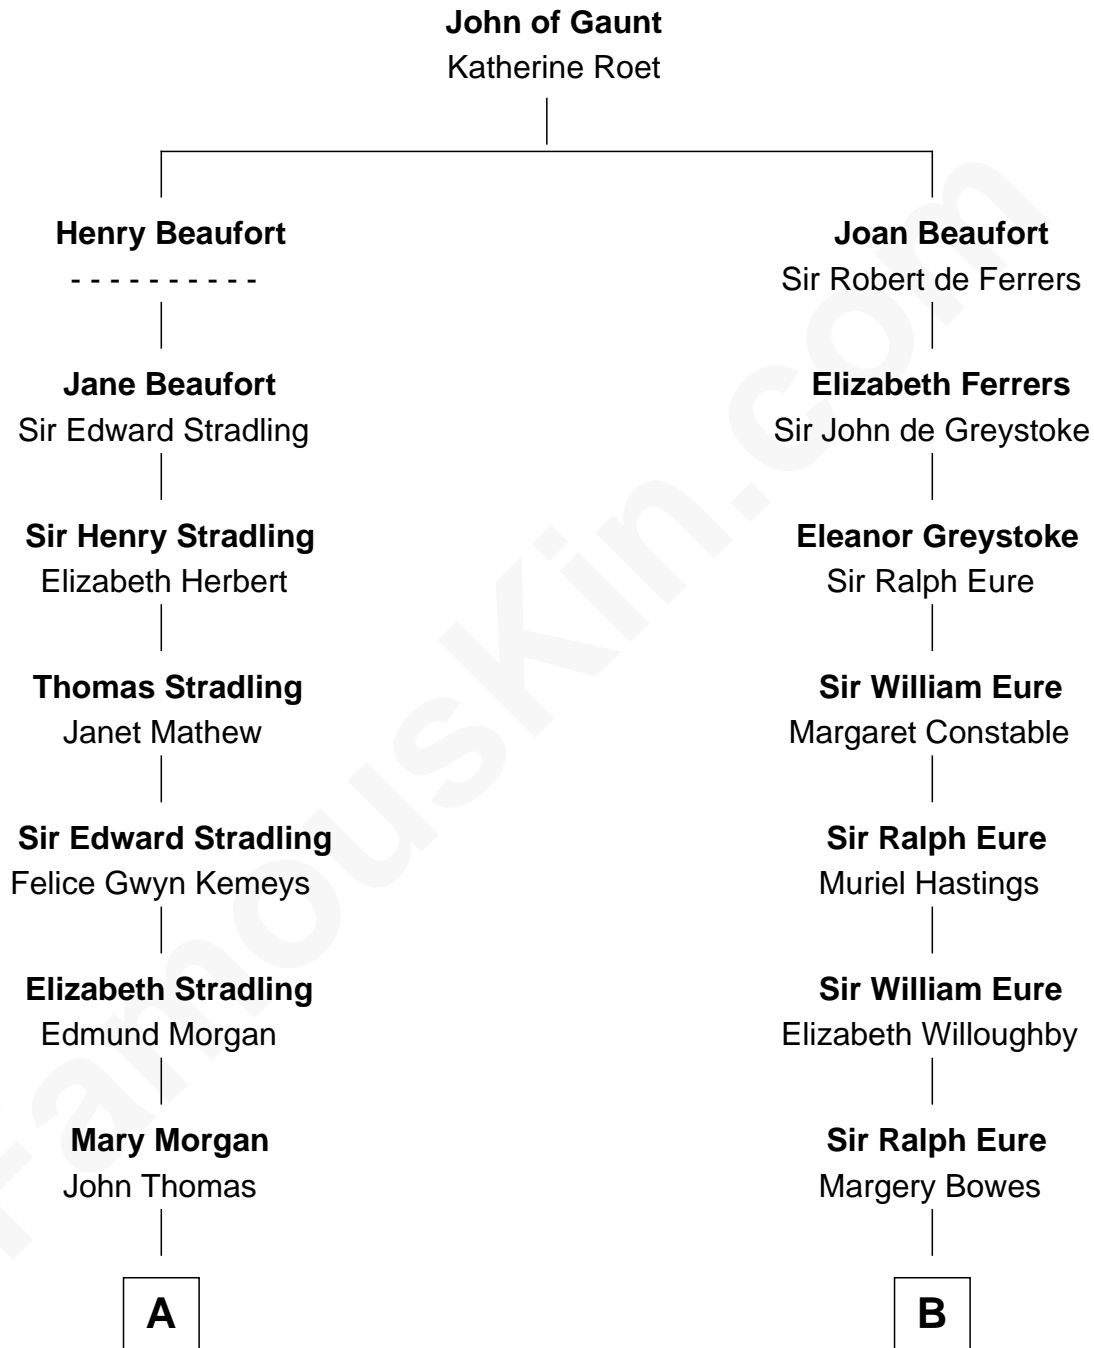 John of Gaunt
Katherine Roet
Henry Beaufort
- - - - - - - - - -
Jane Beaufort
Sir Edward Stradling
Sir Henry Stradling
Elizabeth Herbert
Thomas Stradling
Janet Mathew
Sir Edward Stradling
Felice Gwyn Kemeys
Elizabeth Stradling
Edmund Morgan
Mary Morgan
John Thomas
A
Joan Beaufort
Sir Robert de Ferrers
Elizabeth Ferrers
Sir John de Greystoke
Eleanor Greystoke
Sir Ralph Eure
Sir William Eure
Margaret Constable
Sir Ralph Eure
Muriel Hastings
Sir William Eure
Elizabeth Willoughby
Sir Ralph Eure
Margery Bowes
B
FamousKin.com